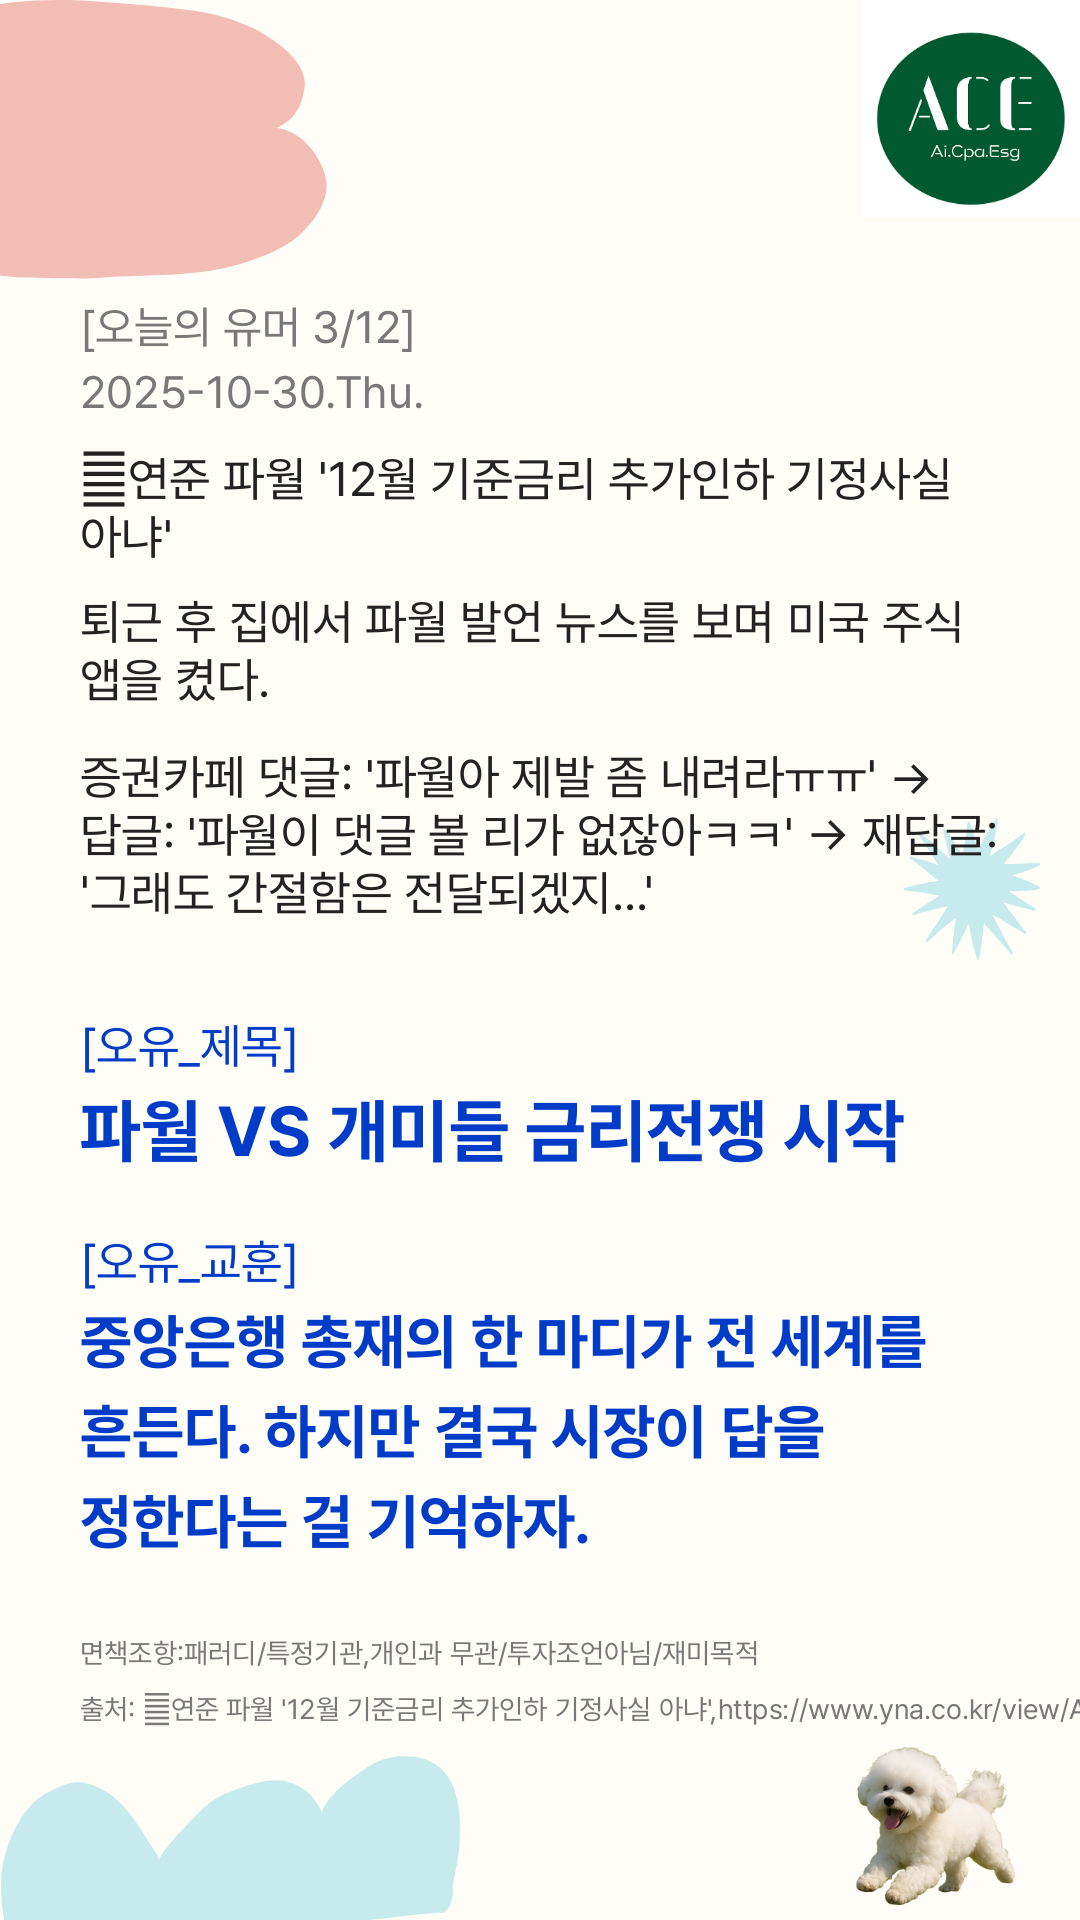 ACE
Ai.Cpa.Esg
[오늘의 유머 3/12]
2025-10-30.Thu.
연준 파월 '12월 기준금리 추가인하 기정사실
아냐'
퇴근 후 집에서 파월 발언 뉴스를 보며 미국 주식
앱을 켰다.
증권카페 댓글: '파월아 제발 좀 내려라ㅠㅠ' →
답글: '파월이 댓글 볼 리가 없잖아ㅋㅋ' → 재답글:
'그래도 간절함은 전달되겠지...'
[오유_제목]
파월 VS 개미들 금리전쟁 시작
[오유_교훈]
중앙은행 총재의 한 마디가 전 세계를
흔든다. 하지만 결국 시장이 답을
정한다는 걸 기억하자.
면책조항:패러디/특정기관,개인과 무관/투자조언아님/재미목적
출처: 연준 파월 '12월 기준금리 추가인하 기정사실 아냐',https://www.yna.co.kr/view/A